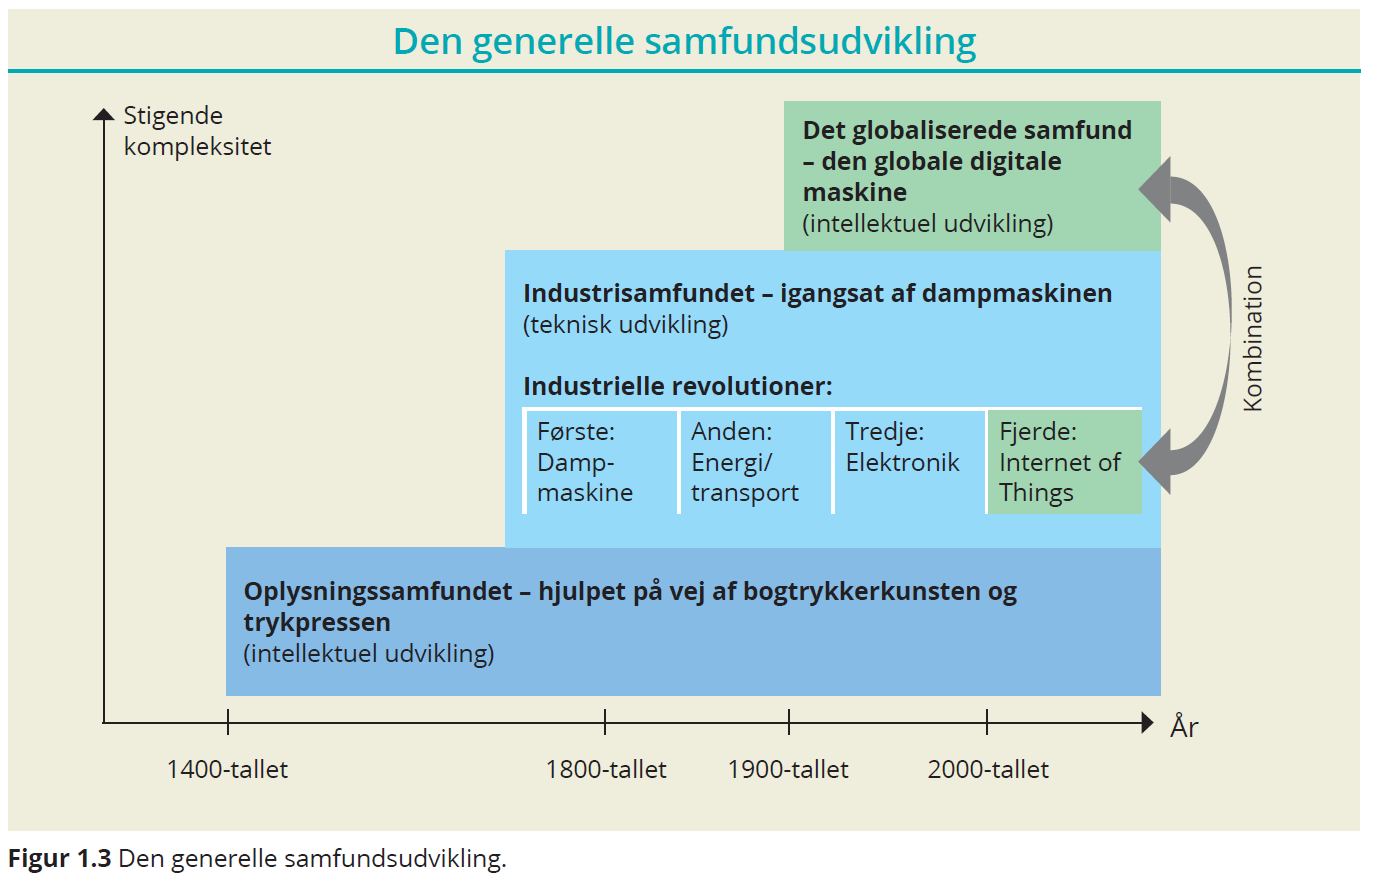 Den generelle samfundsudvikling
Stigende
kompleksitet
Det globaliserede samfund
– den globale digitale
maskine
(intellektuel udvikling)
Industrisamfundet – igangsat af dampmaskinen
(teknisk udvikling)
Industrielle revolutioner:
Første:
Damp-
maskine
Anden:
Energi/
transport
Tredje:
Elektronik
Fjerde:
Internet of
Things
Kombination
Oplysningssamfundet – hjulpet på vej af bogtrykkerkunsten og
trykpressen
(intellektuel udvikling)
År
1400-tallet
1800-tallet
1900-tallet
2000-tallet
Figur 1.3 Den generelle samfundsudvikling.